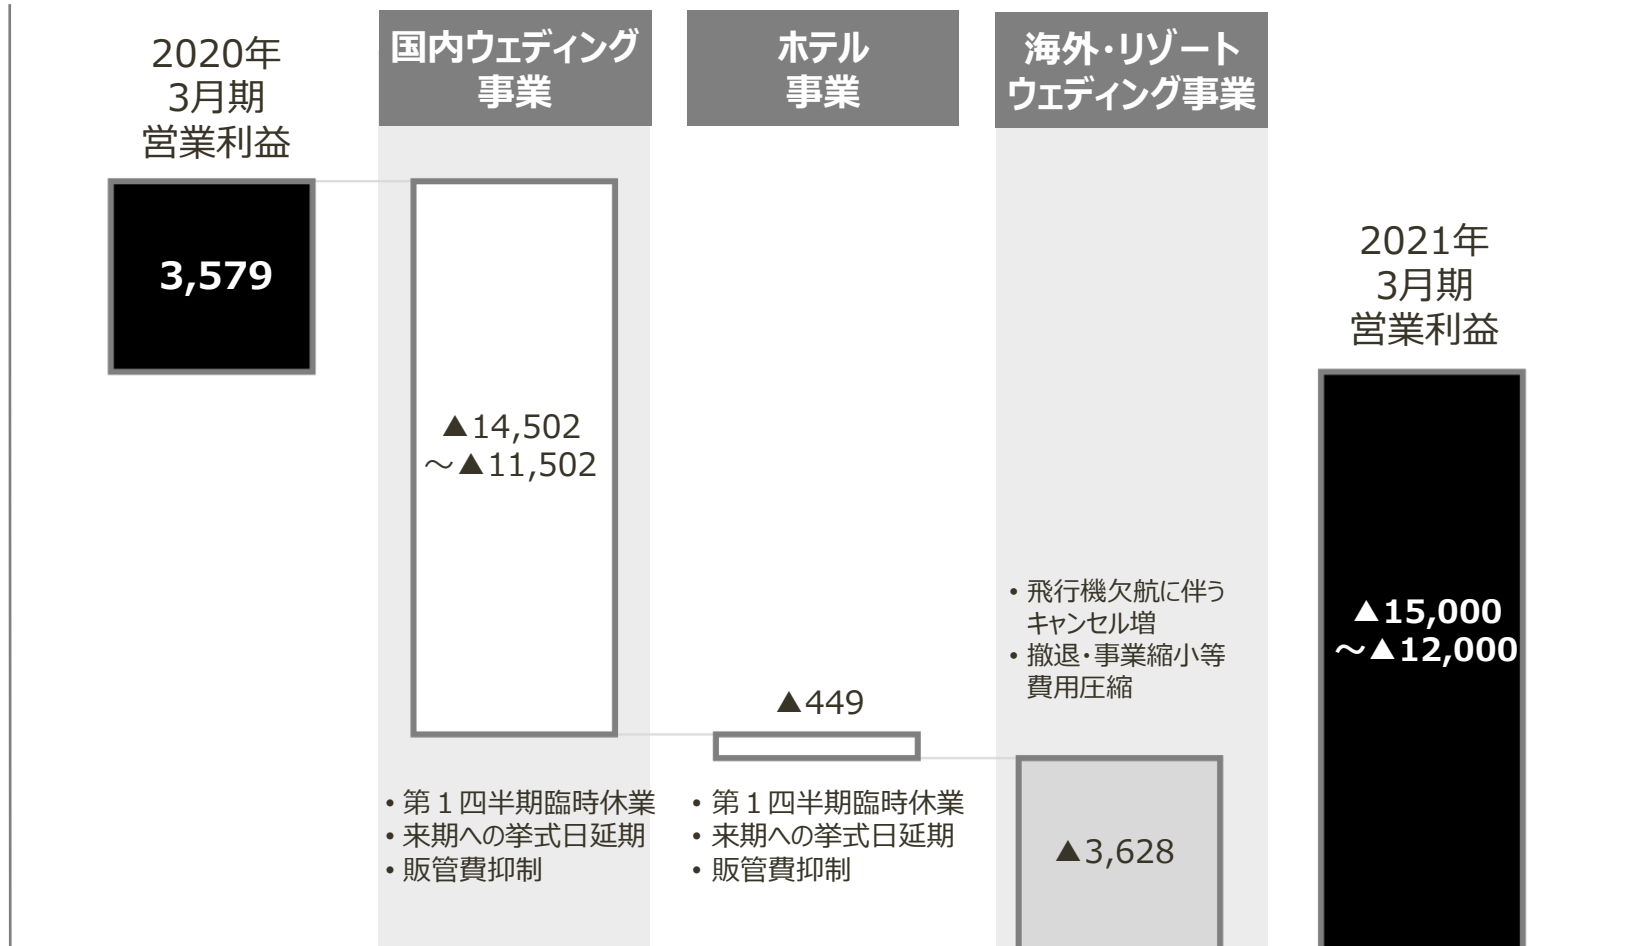 2020年
3月期
営業利益
3,579
国内ウェディング
事業
▲14,502
～▲11,502
・第１四半期臨時休業
・来期への挙式日延期
・販管費抑制
ホテル
事業
▲449
・第１四半期臨時休業
・来期への挙式日延期
・販管費抑制
海外・リゾート
ウェディング事業
・飛行機欠航に伴う
キャンセル増
・撤退・事業縮小等
費用圧縮
▲3,628
2021年
3月期
営業利益
▲15,000
～▲12,000